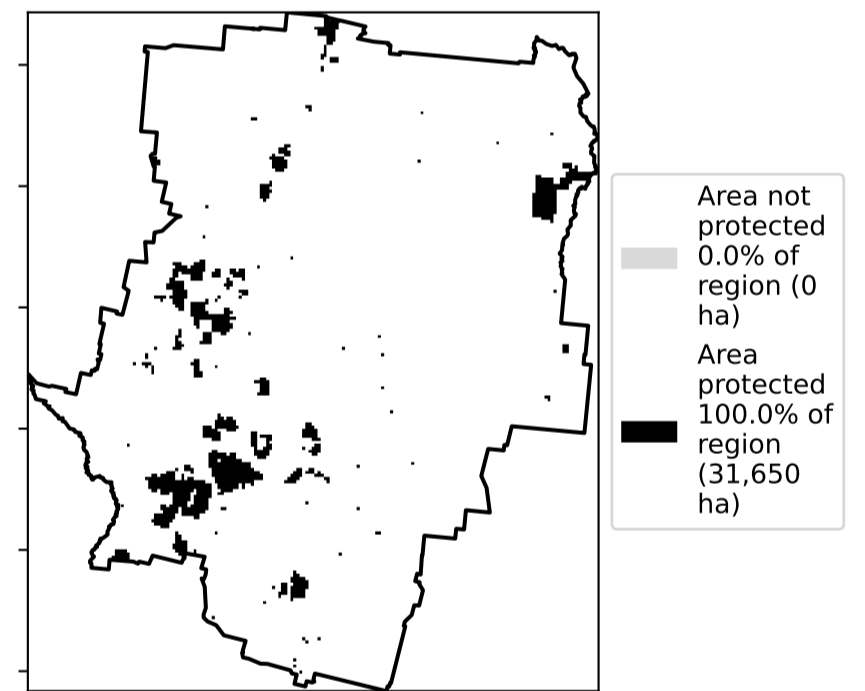 Area not
protected
0.0% of
region (0
ha)
Area
protected
100.0% of
region
(31,650
ha)